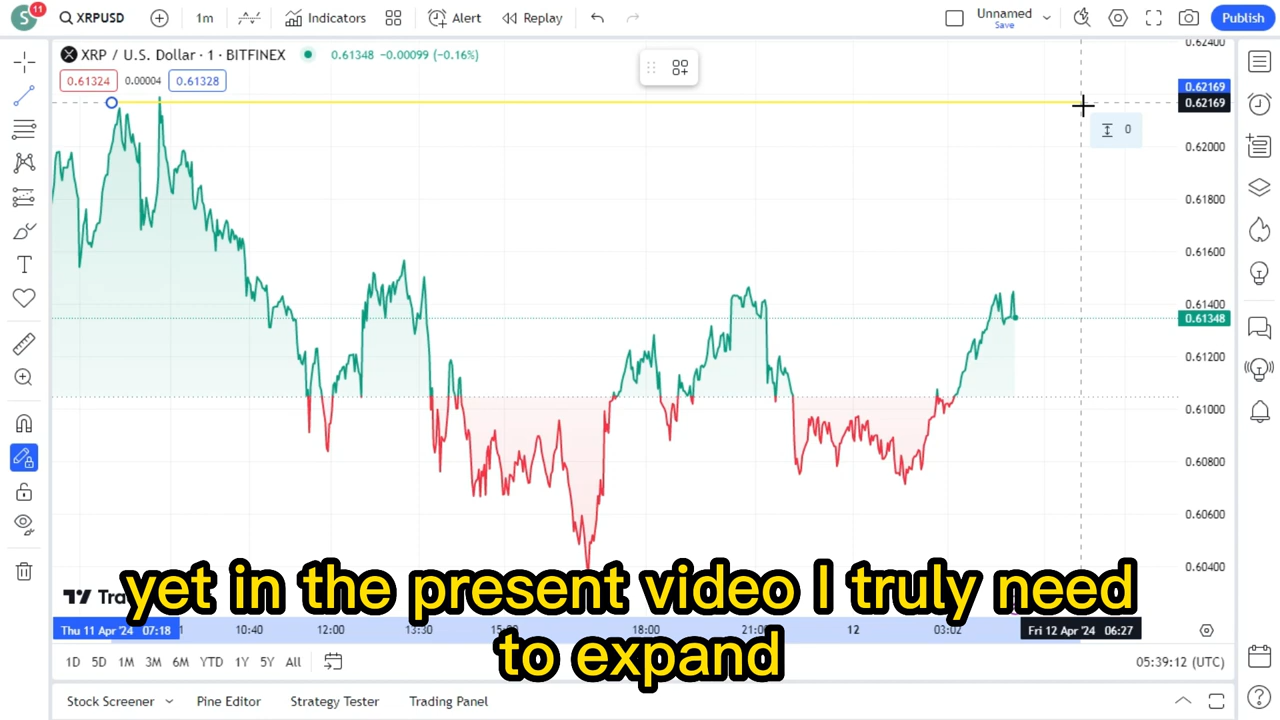 S 11 XRPUSD 1m Indicators Alert Replay Unnamed Save Publish
XRP / U.S. Dollar · 1 · BITFINEX 0.61348 −0.00099 (−0.16%)
0.61324 0.00004 0.61328
0.62400
0.62169
0.62169
0
0.62000
0.61800
0.61600
0.61400
0.61348
0.61200
0.61000
0.60800
0.60600
0.60400
yet in the present video I truly need
to expand
Thu 11 Apr '24 07:18 10:40 12:00 13:30 15:00 18:00 21:00 12 03:02 Fri 12 Apr '24 06:27
1D 5D 1M 3M 6M YTD 1Y 5Y All 05:39:12 (UTC)
Stock Screener Pine Editor Strategy Tester Trading Panel